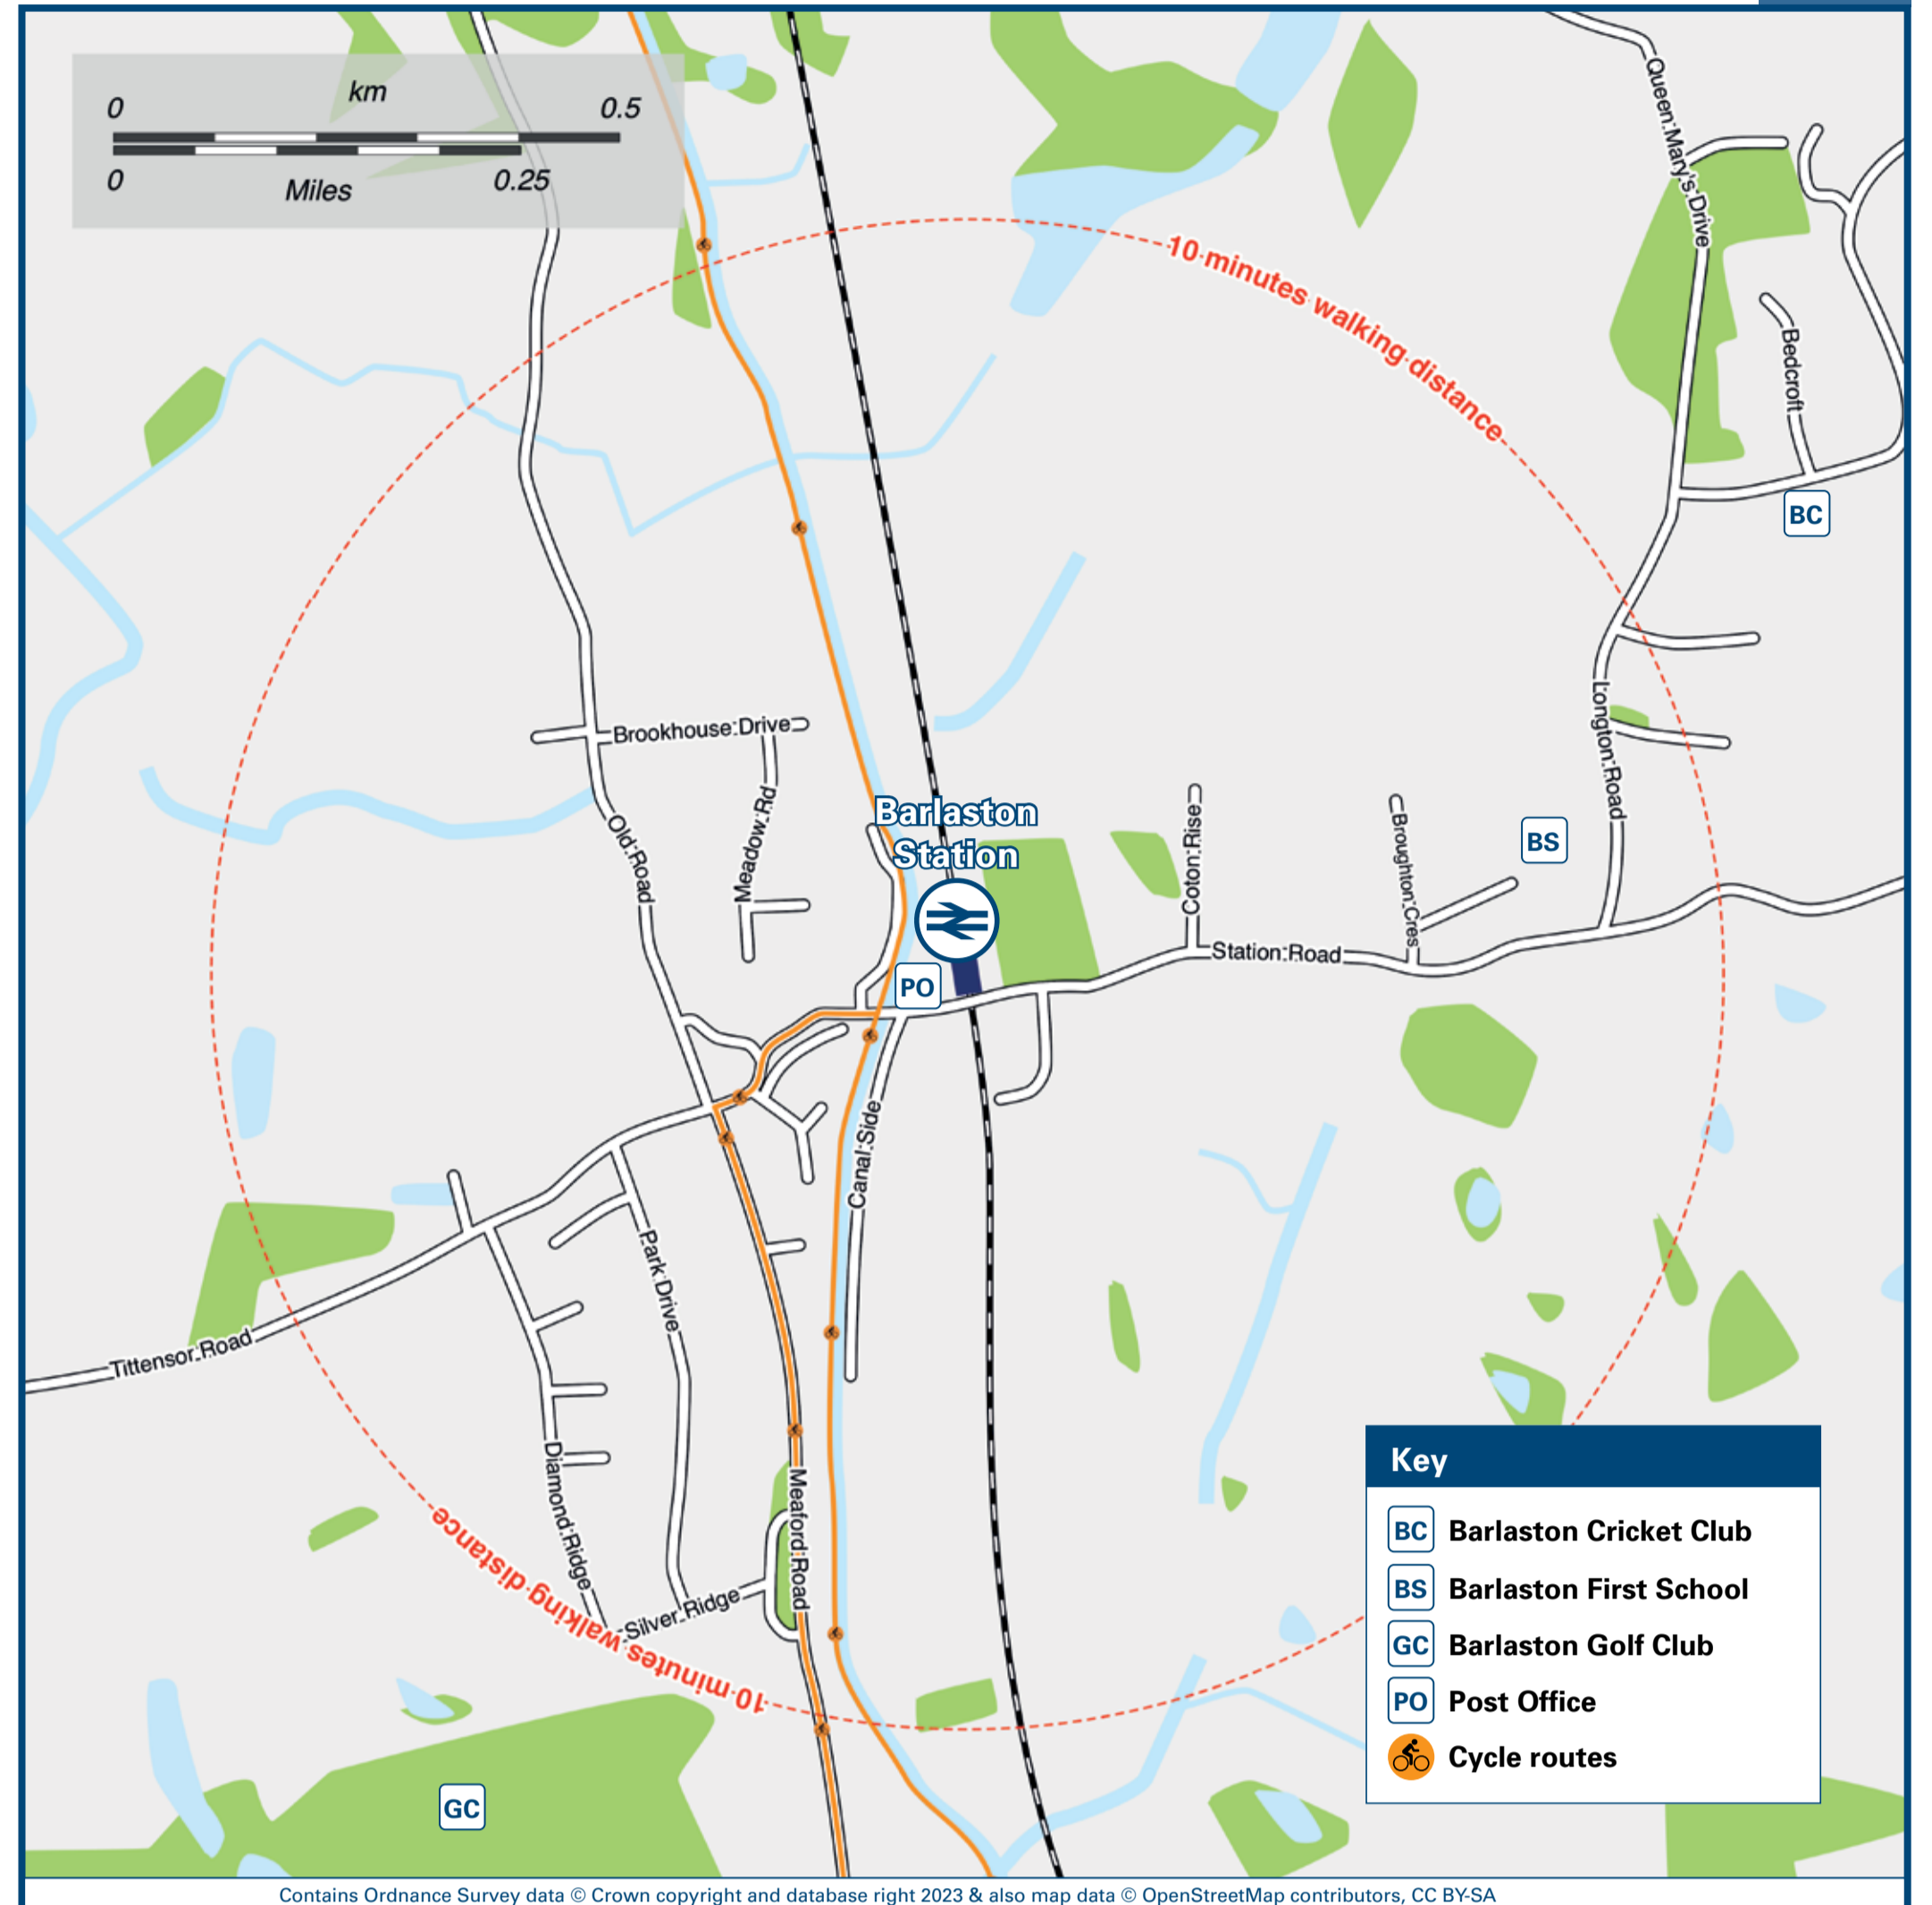 km
0 0.5
0 0.25
Miles
Queen Mary's Drive
10 minutes walking distance
Bedcroft
BC
Longton Road
Brookhouse Drive
Meadow Rd
Old Road
Barlaston
Station
Coton Rise
Broughton Cres
BS
Station Road
PO
Canal Side
Park Drive
Tittensor Road
Diamond Ridge
Meaford Road
Silver Ridge
10 minutes walking distance
GC
Key
BC Barlaston Cricket Club
BS Barlaston First School
GC Barlaston Golf Club
PO Post Office
Cycle routes
Contains Ordnance Survey data © Crown copyright and database right 2023 & also map data © OpenStreetMap contributors, CC BY-SA